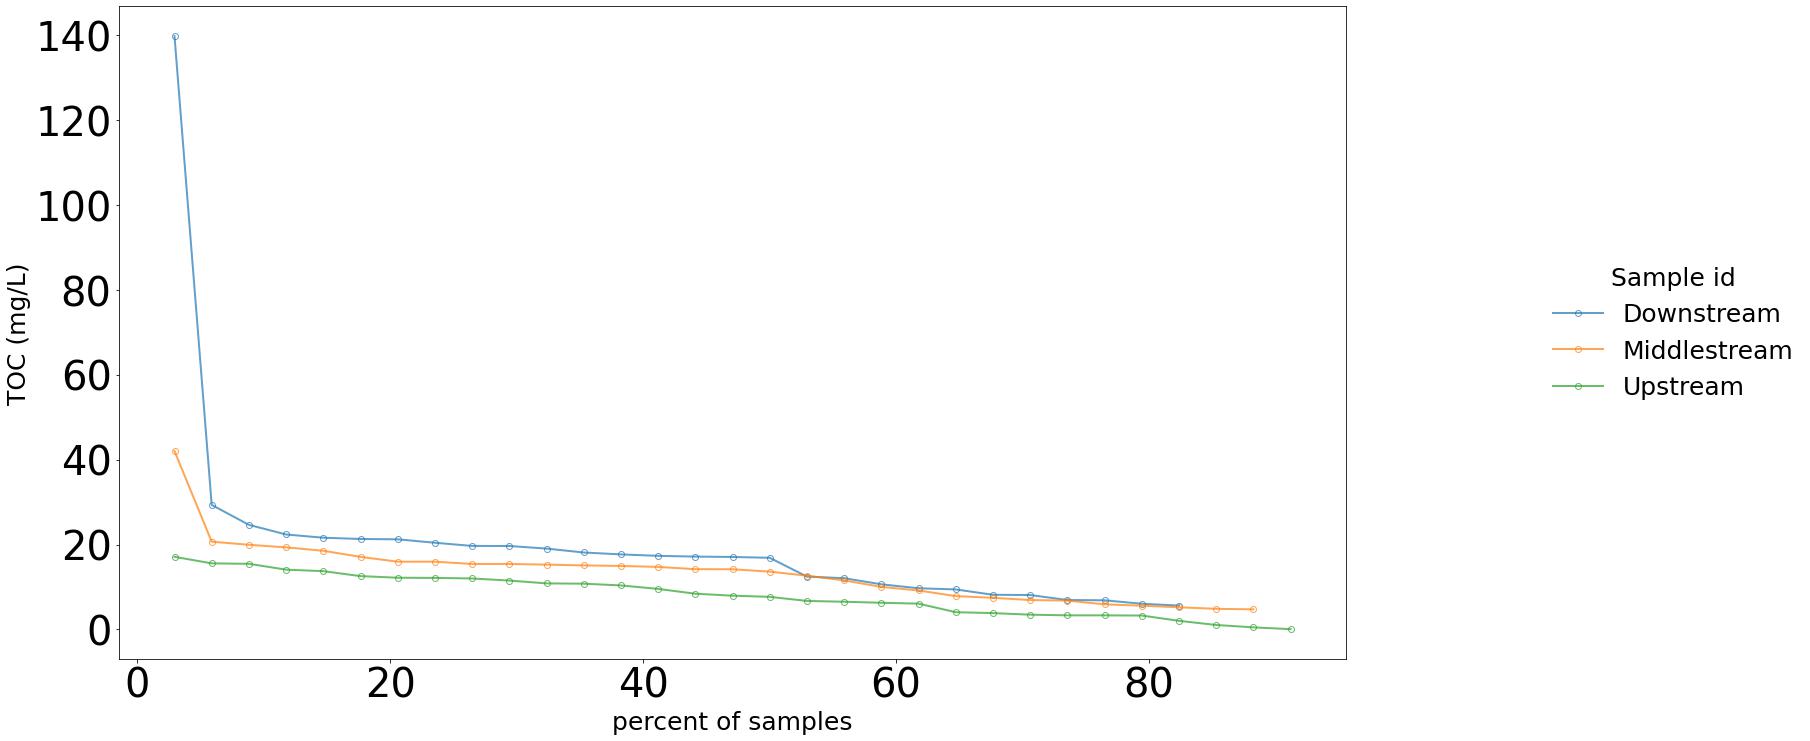 140
120
100
80
60
40
20
0
TOC (mg/L)
0 20 40 60 80
percent of samples
Sample id
Downstream
Middlestream
Upstream